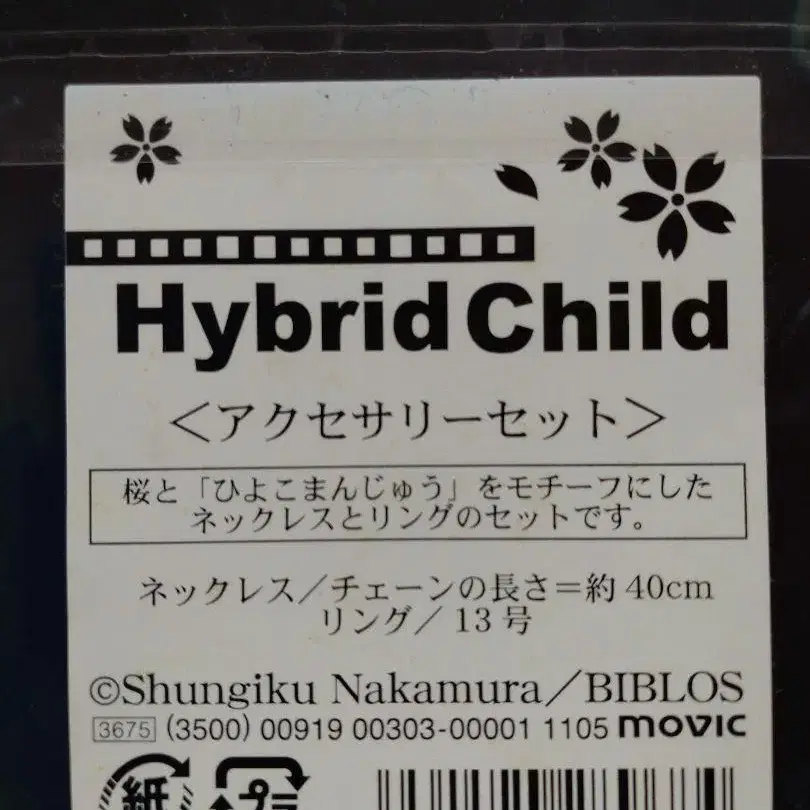 Hybrid Child
＜アクセサリーセット＞
桜と「ひよこまんじゅう」をモチーフにした
ネックレスとリングのセットです。
ネックレス／チェーンの長さ＝約 40cm
リング／ 13 号
©Shungiku Nakamura／BIBLOS
3675 (3500) 00919 00303-00001 1105 movic
紙 プラ